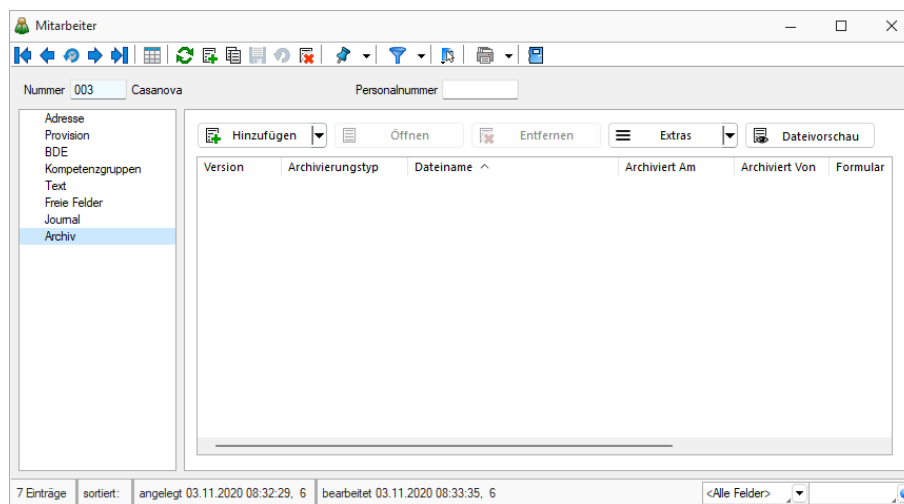 Mitarbeiter
Nummer 003 Casanova Personalnummer
Adresse
Provision
BDE
Kompetenzgruppen
Text
Freie Felder
Journal
Archiv
Hinzufügen Öffnen Entfernen Extras Dateivorschau
Version Archivierungstyp Dateiname Archiviert Am Archiviert Von Formular
7 Einträge sortiert: angelegt 03.11.2020 08:32:29, 6 bearbeitet 03.11.2020 08:33:35, 6 <Alle Felder>